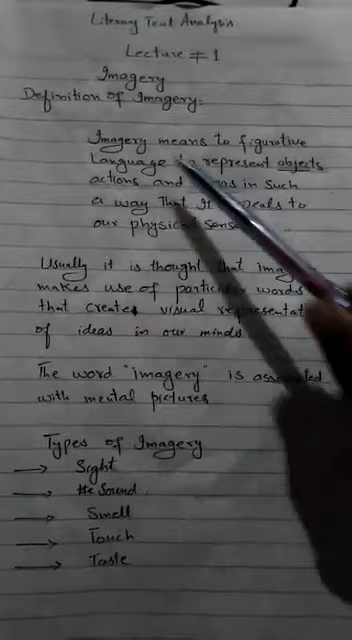 Literary Text Analysis
Lecture # 1
Imagery
Definition of Imagery:
Imagery means to figurative
Language to represent objects
actions and in such
a way that it to
our physical
Usually it is thought that
makes use of particular words
that creates visual
of ideas in our minds
The word "imagery" is
with mental pictures
Types of Imagery
→ Sight
→ Sound
→ Smell
→ Touch
→ Taste